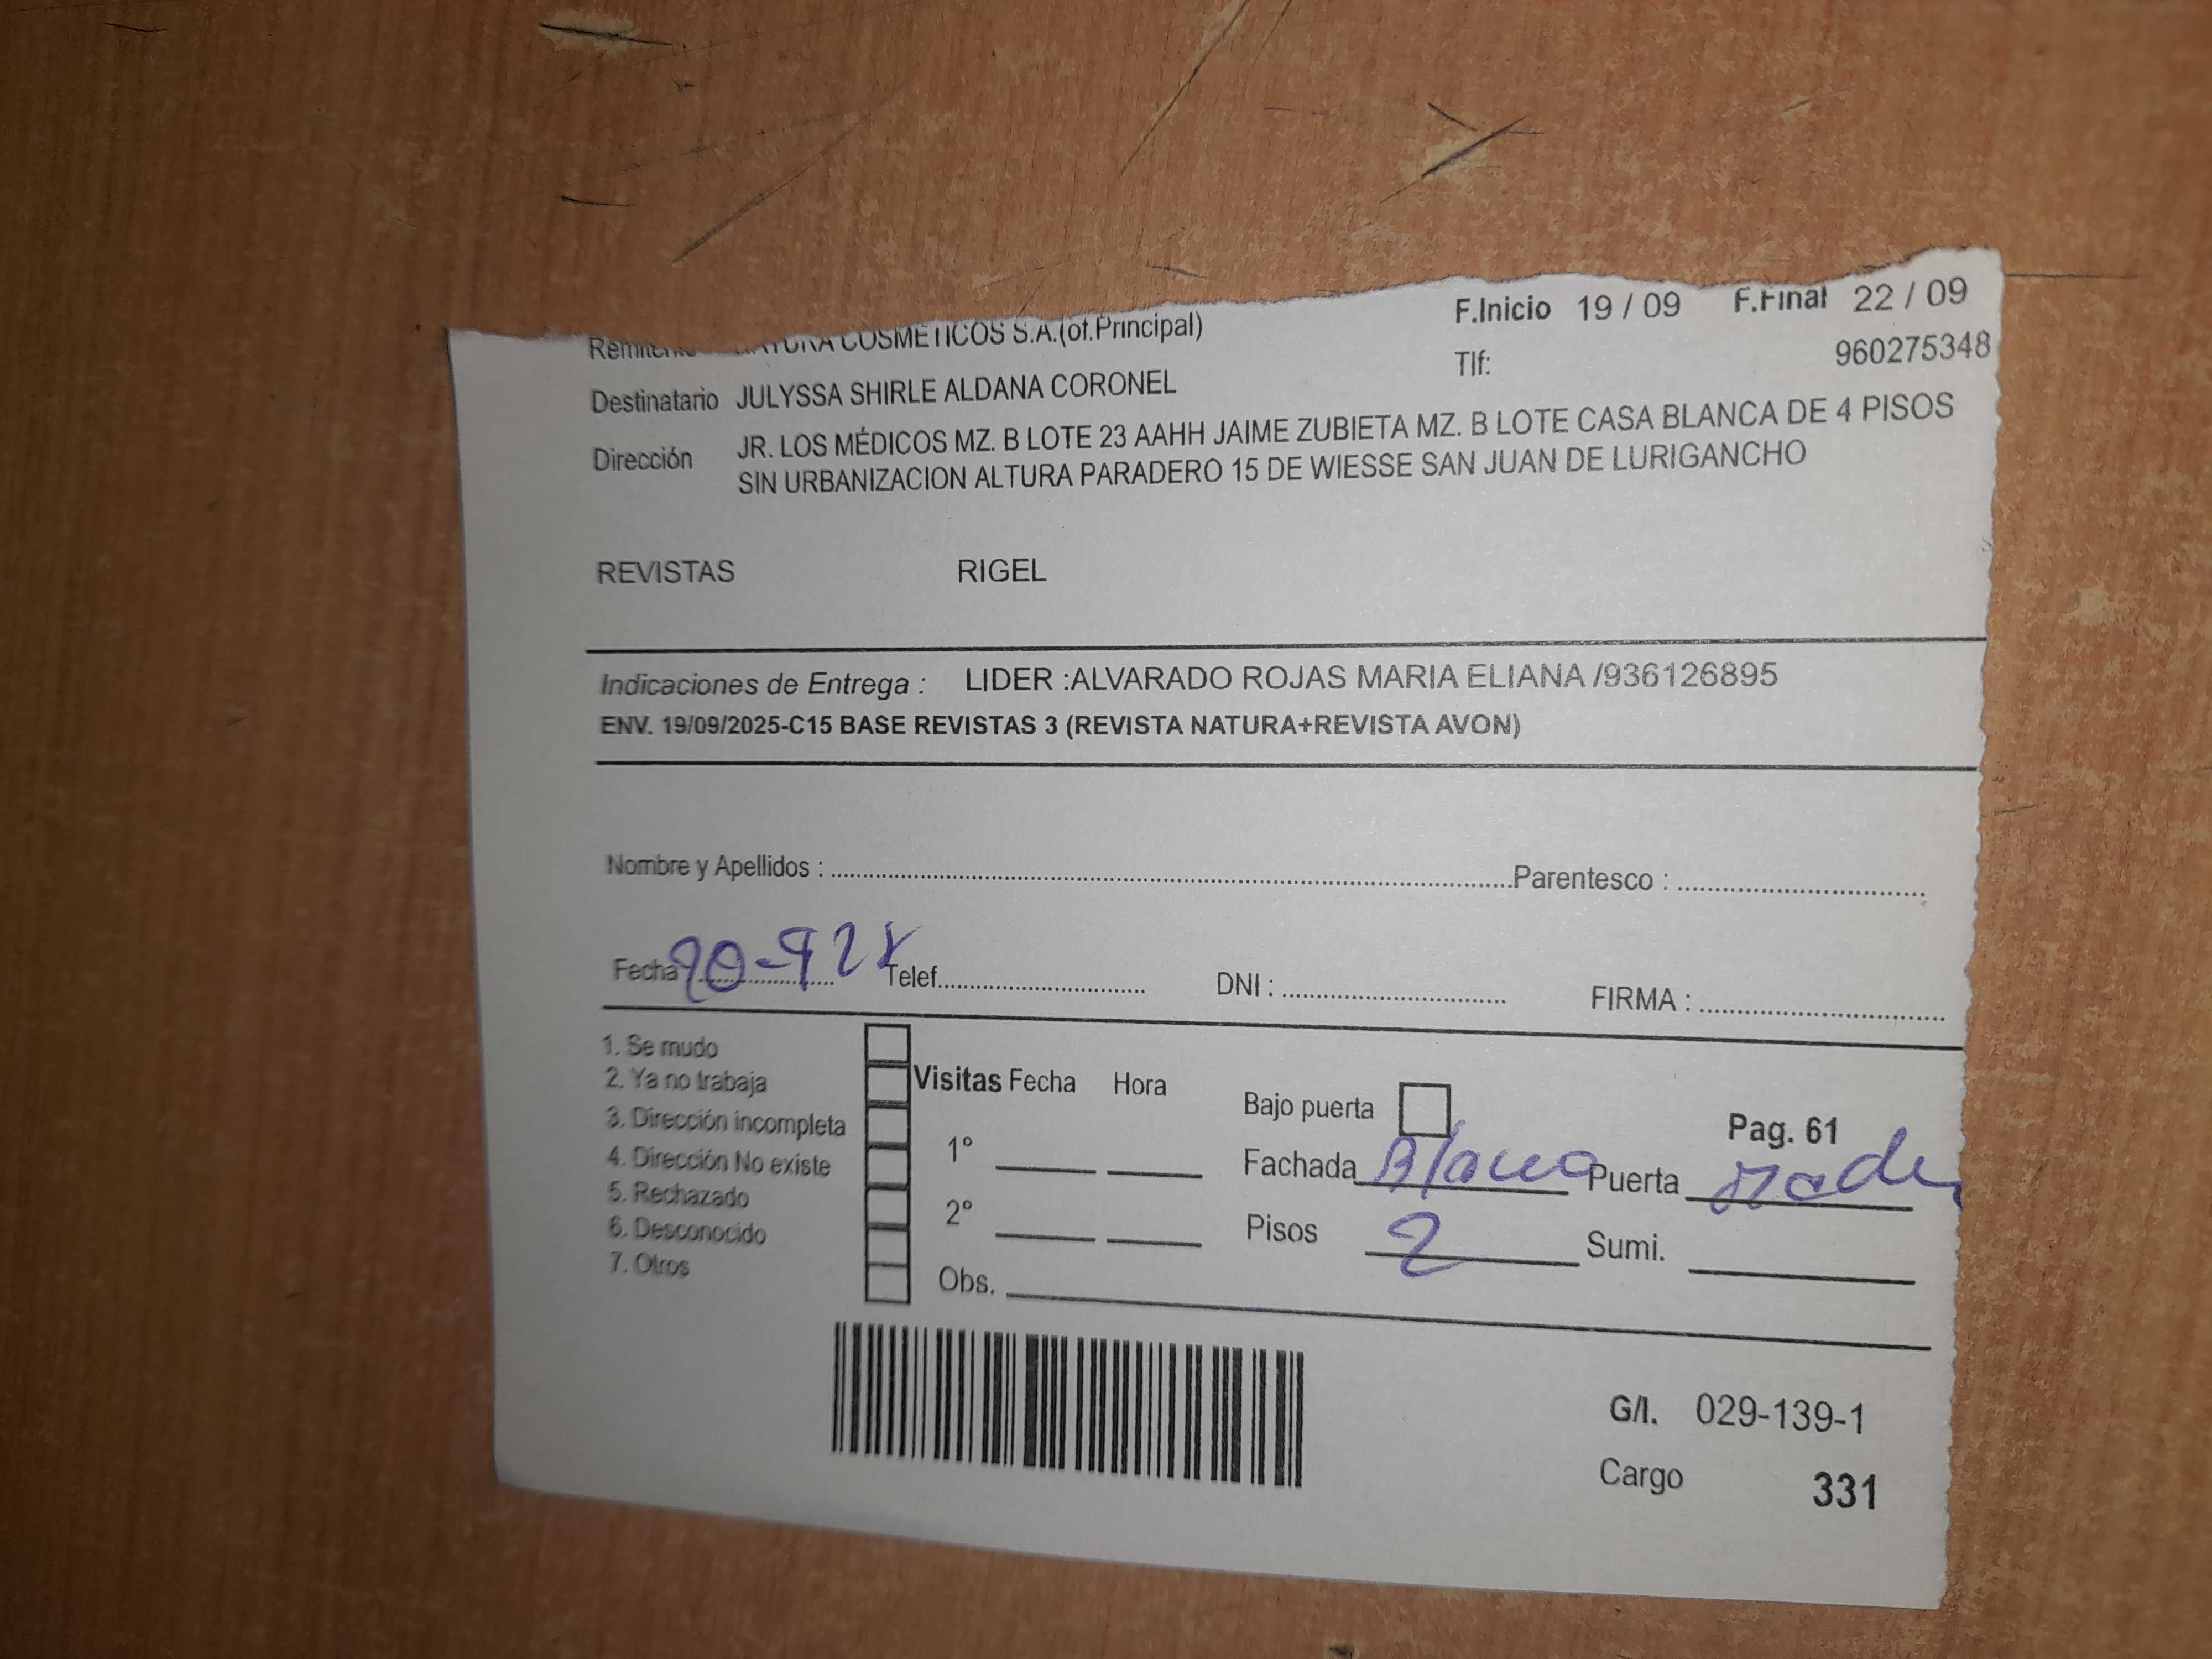 F.Inicio 19 / 09 F.Final 22 / 09
Remitente NATURA COSMETICOS S.A.(of.Principal)
Tlf: 960275348
Destinatario JULYSSA SHIRLE ALDANA CORONEL
Dirección JR. LOS MÉDICOS MZ. B LOTE 23 AAHH JAIME ZUBIETA MZ. B LOTE CASA BLANCA DE 4 PISOS
SIN URBANIZACION ALTURA PARADERO 15 DE WIESSE SAN JUAN DE LURIGANCHO
REVISTAS RIGEL
Indicaciones de Entrega : LIDER :ALVARADO ROJAS MARIA ELIANA /936126895
ENV. 19/09/2025-C15 BASE REVISTAS 3 (REVISTA NATURA+REVISTA AVON)
Nombre y Apellidos : Parentesco :
Fecha Telef. DNI : FIRMA :
1. Se mudo
2. Ya no trabaja
3. Dirección incompleta
4. Dirección No existe
5. Rechazado
6. Desconocido
7. Otros
Visitas Fecha Hora
1°
2°
Obs.
Bajo puerta
Pag. 61
Fachada Blanca Puerta
Pisos 2 Sumi.
G/I. 029-139-1
Cargo 331